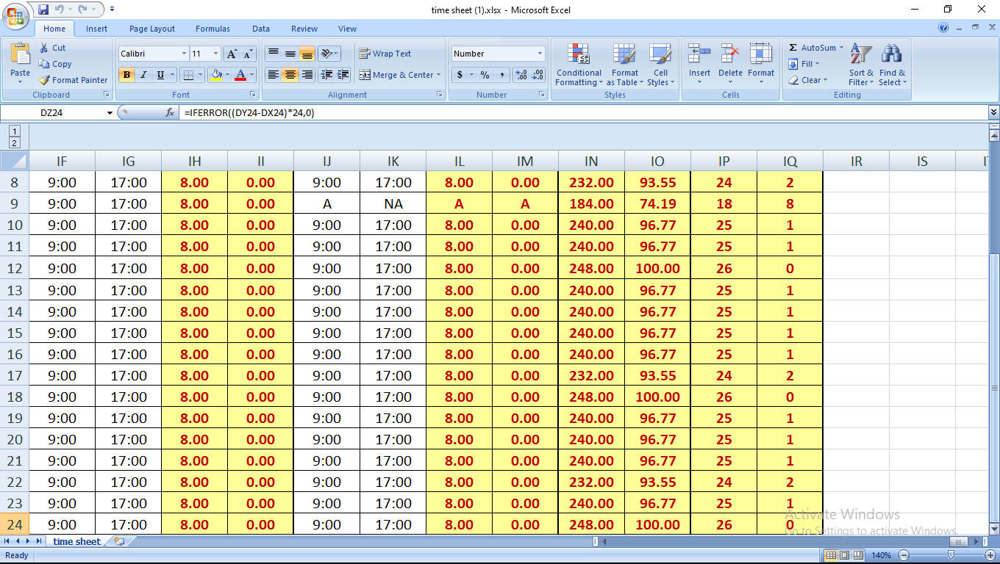 time sheet (1).xlsx - Microsoft Excel
Home Insert Page Layout Formulas Data Review View
Paste Cut Copy Format Painter Clipboard
Calibri 11 A A B I U A Font
Wrap Text Merge & Center Alignment
Number $ % , .00 .00 Number
Conditional Formatting Format as Table Cell Styles Styles
Insert Delete Format Cells
Σ AutoSum Fill Clear Sort & Filter Find & Select Editing
DZ24 fx =IFERROR((DY24-DX24)*24,0)
1
2
IF IG IH II IJ IK IL IM IN IO IP IQ IR IS
8 9:00 17:00 8.00 0.00 9:00 17:00 8.00 0.00 232.00 93.55 24 2
9 9:00 17:00 8.00 0.00 A NA A A 184.00 74.19 18 8
10 9:00 17:00 8.00 0.00 9:00 17:00 8.00 0.00 240.00 96.77 25 1
11 9:00 17:00 8.00 0.00 9:00 17:00 8.00 0.00 240.00 96.77 25 1
12 9:00 17:00 8.00 0.00 9:00 17:00 8.00 0.00 248.00 100.00 26 0
13 9:00 17:00 8.00 0.00 9:00 17:00 8.00 0.00 240.00 96.77 25 1
14 9:00 17:00 8.00 0.00 9:00 17:00 8.00 0.00 240.00 96.77 25 1
15 9:00 17:00 8.00 0.00 9:00 17:00 8.00 0.00 240.00 96.77 25 1
16 9:00 17:00 8.00 0.00 9:00 17:00 8.00 0.00 240.00 96.77 25 1
17 9:00 17:00 8.00 0.00 9:00 17:00 8.00 0.00 232.00 93.55 24 2
18 9:00 17:00 8.00 0.00 9:00 17:00 8.00 0.00 248.00 100.00 26 0
19 9:00 17:00 8.00 0.00 9:00 17:00 8.00 0.00 240.00 96.77 25 1
20 9:00 17:00 8.00 0.00 9:00 17:00 8.00 0.00 240.00 96.77 25 1
21 9:00 17:00 8.00 0.00 9:00 17:00 8.00 0.00 240.00 96.77 25 1
22 9:00 17:00 8.00 0.00 9:00 17:00 8.00 0.00 232.00 93.55 24 2
23 9:00 17:00 8.00 0.00 9:00 17:00 8.00 0.00 240.00 96.77 25 1
24 9:00 17:00 8.00 0.00 9:00 17:00 8.00 0.00 248.00 100.00 26 0
Activate Windows
Go to Settings to activate Windows.
time sheet
Ready 140%